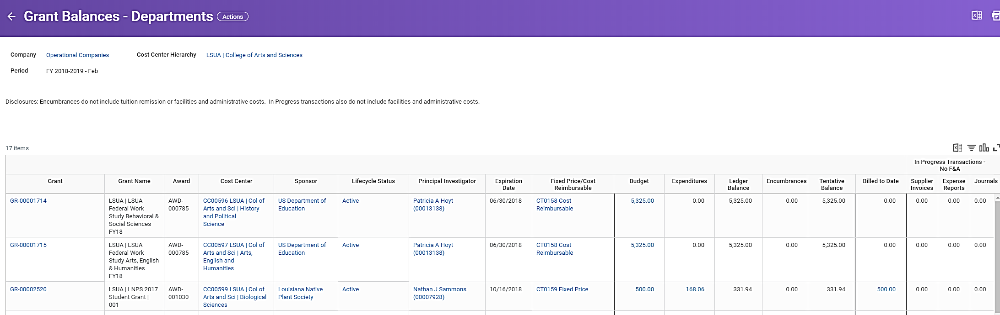 Grant Balances - Departments Actions
Company Operational Companies Cost Center Hierarchy LSUA | College of Arts and Sciences
Period FY 2018-2019 - Feb
Disclosures: Encumbrances do not include tuition remission or facilities and administrative costs.  In Progress transactions also do not include facilities and administrative costs.
17 items
In Progress Transactions -
No F&A
Grant Grant Name Award Cost Center Sponsor Lifecycle Status Principal Investigator Expiration Fixed Price/Cost Budget Expenditures Ledger Encumbrances Tentative Billed to Date Supplier Expense Journals
Date Reimbursable Balance Balance Invoices Reports
GR-00001714 LSUA | LSUA AWD- CC00596 LSUA | Col of US Department of Active Patricia A Hoyt 06/30/2018 CT0158 Cost 5,325.00 0.00 5,325.00 0.00 5,325.00 0.00 0.00 0.00 0.00
Federal Work 000785 Arts and Sci | History Education (00013138) Reimbursable
Study Behavioral & and Political
Social Sciences Science
FY18
GR-00001715 LSUA | LSUA AWD- CC00597 LSUA | Col of US Department of Active Patricia A Hoyt 06/30/2018 CT0158 Cost 5,325.00 0.00 5,325.00 0.00 5,325.00 0.00 0.00 0.00 0.00
Federal Work 000785 Arts and Sci | Arts, Education (00013138) Reimbursable
Study Arts, English English and
& Humanities Humanities
FY18
GR-00002520 LSUA | LNPS 2017 AWD- CC00599 LSUA | Col of Louisiana Native Active Nathan J Sammons 10/16/2018 CT0159 Fixed Price 500.00 168.06 331.94 0.00 331.94 500.00 0.00 0.00 0.00
Student Grant | 001030 Arts and Sci | Biological Plant Society (00007928)
001 Sciences